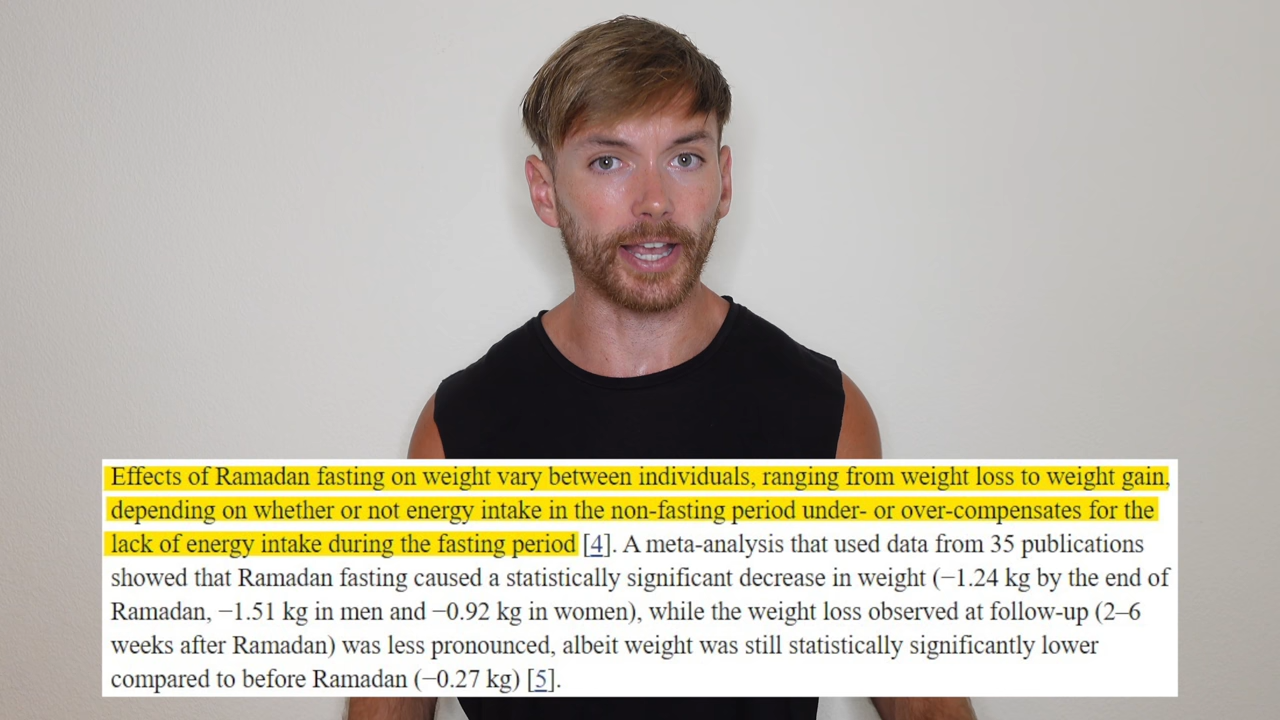 Effects of Ramadan fasting on weight vary between individuals, ranging from weight loss to weight gain,
depending on whether or not energy intake in the non-fasting period under- or over-compensates for the
lack of energy intake during the fasting period [4]. A meta-analysis that used data from 35 publications
showed that Ramadan fasting caused a statistically significant decrease in weight (−1.24 kg by the end of
Ramadan, −1.51 kg in men and −0.92 kg in women), while the weight loss observed at follow-up (2–6
weeks after Ramadan) was less pronounced, albeit weight was still statistically significantly lower
compared to before Ramadan (−0.27 kg) [5].